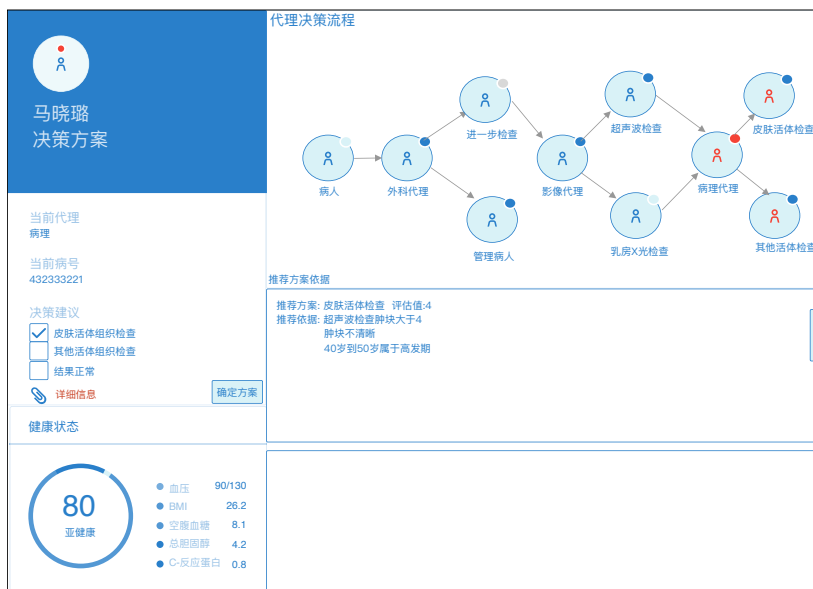 代理决策流程
马晓璐
决策方案
进一步检查
超声波检查
皮肤活体检查
病人
外科代理
影像代理
病理代理
管理病人
乳房X光检查
其他活体检查
当前代理
病理
当前病号
432333221
决策建议
皮肤活体组织检查
其他活体组织检查
结果正常
详细信息
确定方案
推荐方案依据
推荐方案: 皮肤活体检查 评估值:4
推荐依据: 超声波检查肿块大于4
肿块不清晰
40岁到50岁属于高发期
健康状态
80
亚健康
血压 90/130
BMI 26.2
空腹血糖 8.1
总胆固醇 4.2
C-反应蛋白 0.8